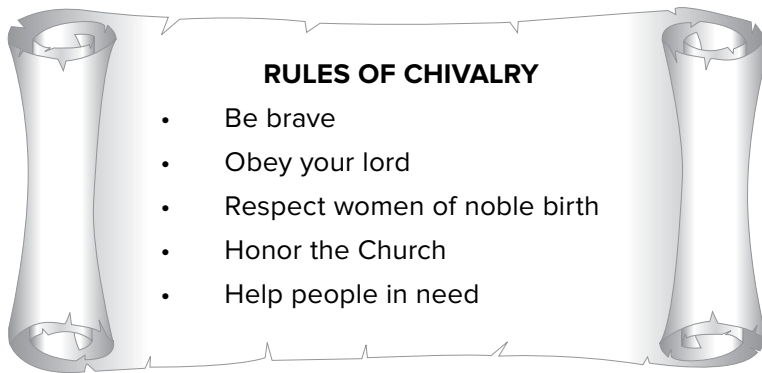 RULES OF CHIVALRY
• Be brave
• Obey your lord
• Respect women of noble birth
• Honor the Church
• Help people in need